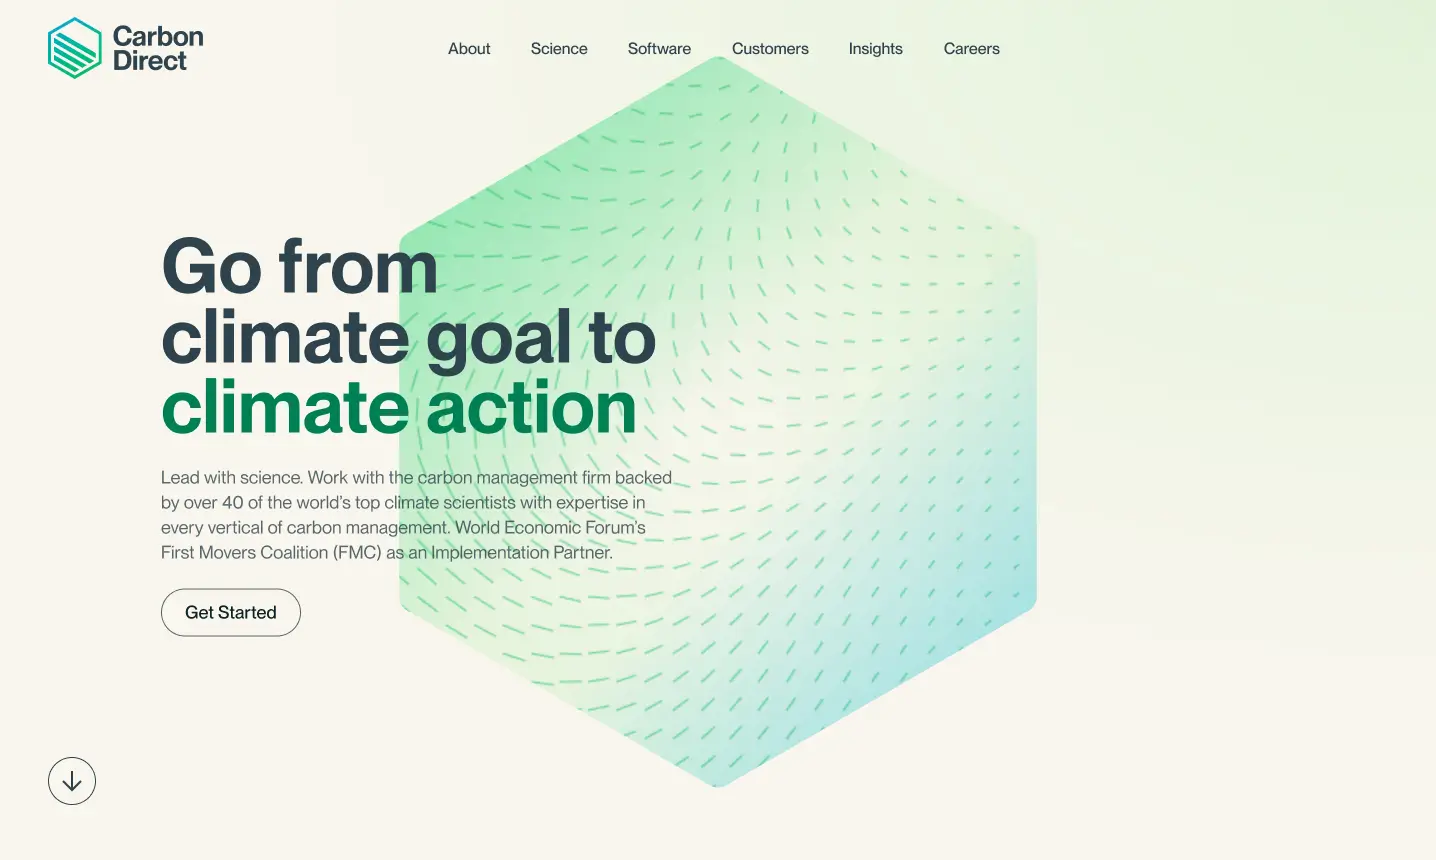 Carbon
Direct
About
Science
Software
Customers
Insights
Careers
Go from
climate goal to
climate action
Lead with science. Work with the carbon management firm backed
by over 40 of the world’s top climate scientists with expertise in
every vertical of carbon management. World Economic Forum’s
First Movers Coalition (FMC) as an Implementation Partner.
Get Started